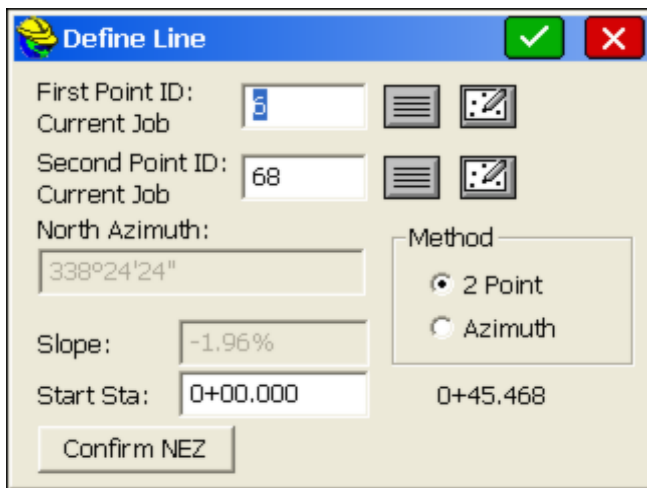 Define Line
First Point ID:
Current Job
6
Second Point ID:
Current Job
68
North Azimuth:
338°24'24"
Method
2 Point
Azimuth
Slope:
-1.96%
Start Sta:
0+00.000
0+45.468
Confirm NEZ